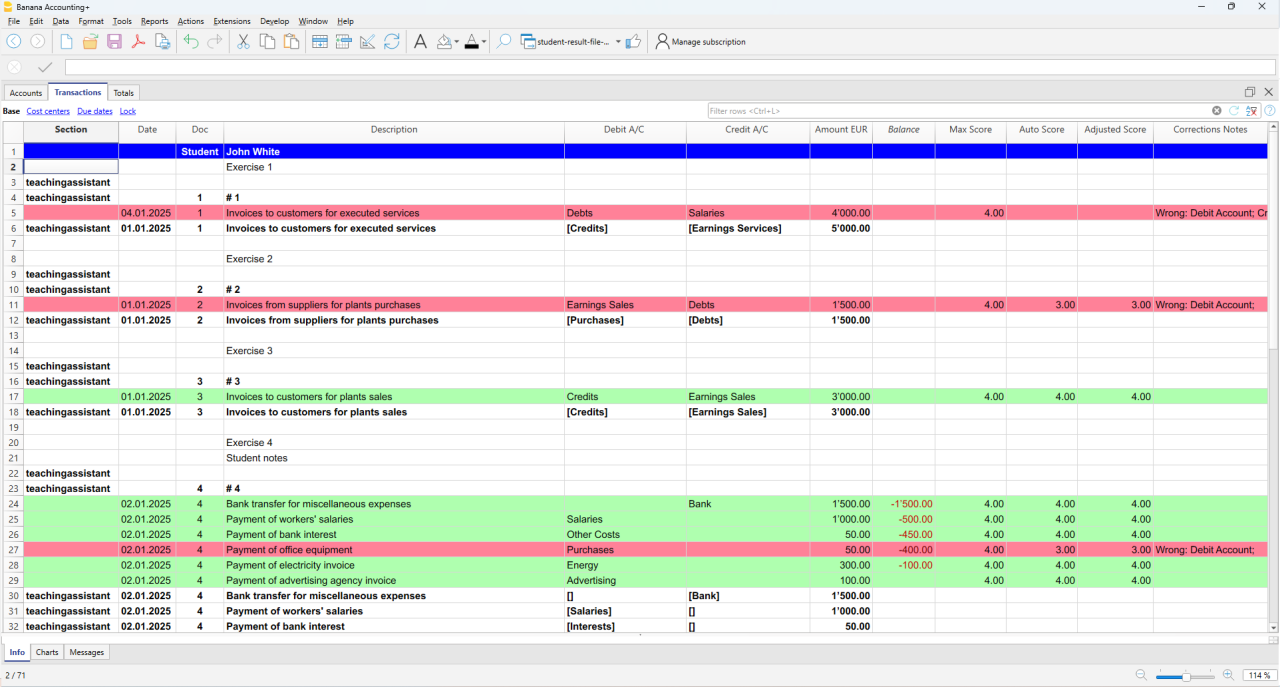 Banana Accounting+
File Edit Data Format Tools Reports Actions Extensions Develop Window Help
student-result-file-... Manage subscription
Accounts Transactions Totals
Base Cost centers Due dates Lock Filter rows <Ctrl+L>
Section Date Doc Description Debit A/C Credit A/C Amount EUR Balance Max Score Auto Score Adjusted Score Corrections Notes
1 Student John White
2 Exercise 1
3 teachingassistant
4 teachingassistant 1 # 1
5 04.01.2025 1 Invoices to customers for executed services Debts Salaries 4'000.00 4.00 Wrong: Debit Account; Cr
6 teachingassistant 01.01.2025 1 Invoices to customers for executed services [Credits] [Earnings Services] 5'000.00
7
8 Exercise 2
9 teachingassistant
10 teachingassistant 2 # 2
11 01.01.2025 2 Invoices from suppliers for plants purchases Earnings Sales Debts 1'500.00 4.00 3.00 3.00 Wrong: Debit Account;
12 teachingassistant 01.01.2025 2 Invoices from suppliers for plants purchases [Purchases] [Debts] 1'500.00
13
14 Exercise 3
15 teachingassistant
16 teachingassistant 3 # 3
17 01.01.2025 3 Invoices to customers for plants sales Credits Earnings Sales 3'000.00 4.00 4.00 4.00
18 teachingassistant 01.01.2025 3 Invoices to customers for plants sales [Credits] [Earnings Sales] 3'000.00
19
20 Exercise 4
21 Student notes
22 teachingassistant
23 teachingassistant 4 # 4
24 02.01.2025 4 Bank transfer for miscellaneous expenses Bank 1'500.00 -1'500.00 4.00 4.00 4.00
25 02.01.2025 4 Payment of workers' salaries Salaries 1'000.00 -500.00 4.00 4.00 4.00
26 02.01.2025 4 Payment of bank interest Other Costs 50.00 -450.00 4.00 4.00 4.00
27 02.01.2025 4 Payment of office equipment Purchases 50.00 -400.00 4.00 3.00 3.00 Wrong: Debit Account;
28 02.01.2025 4 Payment of electricity invoice Energy 300.00 -100.00 4.00 4.00 4.00
29 02.01.2025 4 Payment of advertising agency invoice Advertising 100.00 4.00 4.00 4.00
30 teachingassistant 02.01.2025 4 Bank transfer for miscellaneous expenses [] [Bank] 1'500.00
31 teachingassistant 02.01.2025 4 Payment of workers' salaries [Salaries] [] 1'000.00
32 teachingassistant 02.01.2025 4 Payment of bank interest [Interests] [] 50.00
Info Charts Messages
2 / 71 114 %